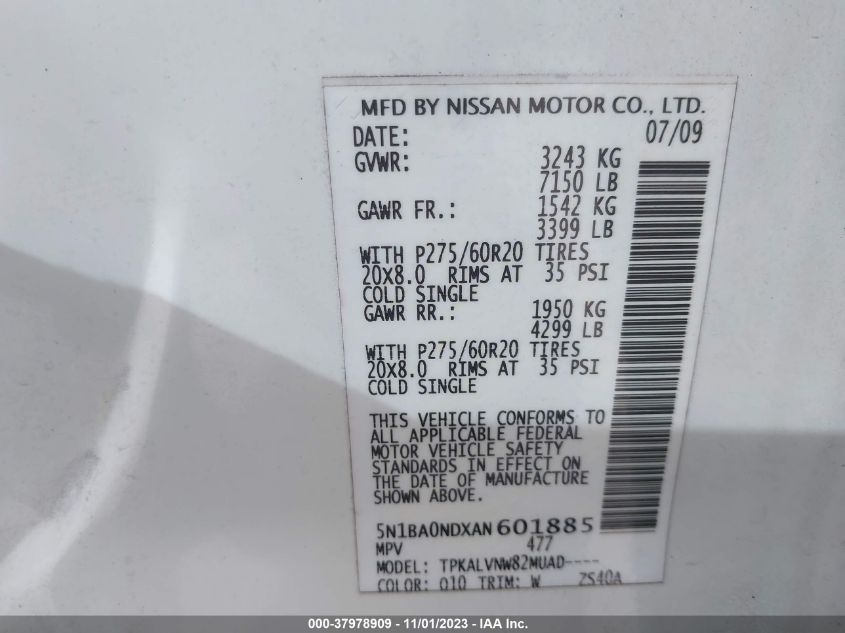 MFD BY NISSAN MOTOR CO., LTD.
DATE: 07/09
GVWR: 3243 KG
7150 LB
GAWR FR.: 1542 KG
3399 LB
WITH P275/60R20 TIRES
20X8.0 RIMS AT 35 PSI
COLD SINGLE
GAWR RR.: 1950 KG
4299 LB
WITH P275/60R20 TIRES
20X8.0 RIMS AT 35 PSI
COLD SINGLE
THIS VEHICLE CONFORMS TO
ALL APPLICABLE FEDERAL
MOTOR VEHICLE SAFETY
STANDARDS IN EFFECT ON
THE DATE OF MANUFACTURE
SHOWN ABOVE.
5N1BA0NDXAN601885
MPV 477
MODEL: TPKALVNW82MUAD----
COLOR: Q10 TRIM: W ZS40A
000-37978909 - 11/01/2023 - IAA Inc.